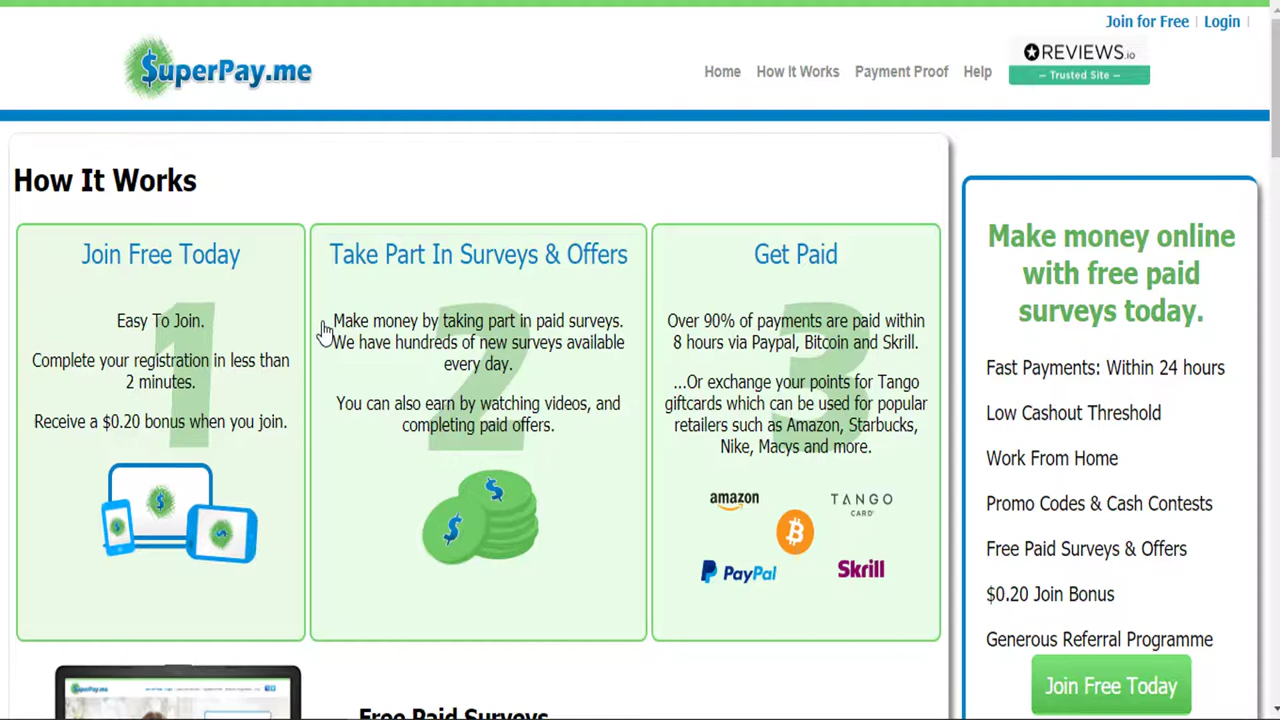 Join for Free | Login |
$uperPay.me
Home How It Works Payment Proof Help
REVIEWS.io
— Trusted Site —
How It Works
Join Free Today
1
Easy To Join.
Complete your registration in less than
2 minutes.
Receive a $0.20 bonus when you join.
$ $ $
Take Part In Surveys & Offers
2
Make money by taking part in paid surveys.
We have hundreds of new surveys available
every day.
You can also earn by watching videos, and
completing paid offers.
$ $
Get Paid
3
Over 90% of payments are paid within
8 hours via Paypal, Bitcoin and Skrill.
...Or exchange your points for Tango
giftcards which can be used for popular
retailers such as Amazon, Starbucks,
Nike, Macys and more.
amazon TANGO
CARD
PayPal Skrill
Make money online
with free paid
surveys today.
Fast Payments: Within 24 hours
Low Cashout Threshold
Work From Home
Promo Codes & Cash Contests
Free Paid Surveys & Offers
$0.20 Join Bonus
Generous Referral Programme
Join Free Today
$uperPay.me
Free Paid Surveys